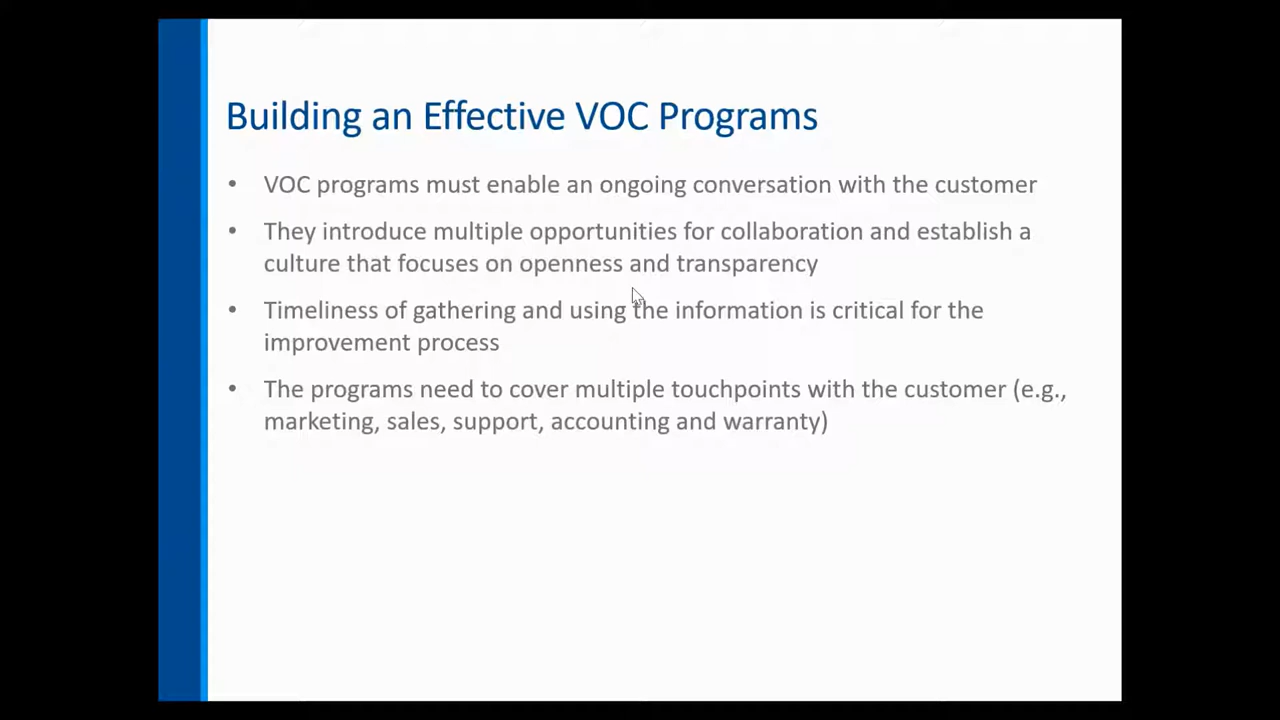 Building an Effective VOC Programs
• VOC programs must enable an ongoing conversation with the customer
• They introduce multiple opportunities for collaboration and establish a
culture that focuses on openness and transparency
• Timeliness of gathering and using the information is critical for the
improvement process
• The programs need to cover multiple touchpoints with the customer (e.g.,
marketing, sales, support, accounting and warranty)